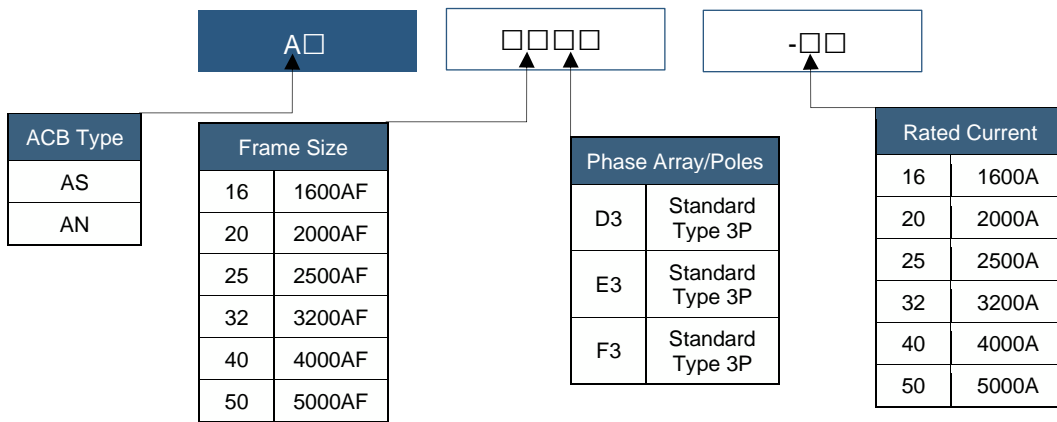 A□
□□□□
-□□
ACB Type
AS
AN
Frame Size
16 1600AF
20 2000AF
25 2500AF
32 3200AF
40 4000AF
50 5000AF
Phase Array/Poles
D3 Standard
Type 3P
E3 Standard
Type 3P
F3 Standard
Type 3P
Rated Current
16 1600A
20 2000A
25 2500A
32 3200A
40 4000A
50 5000A